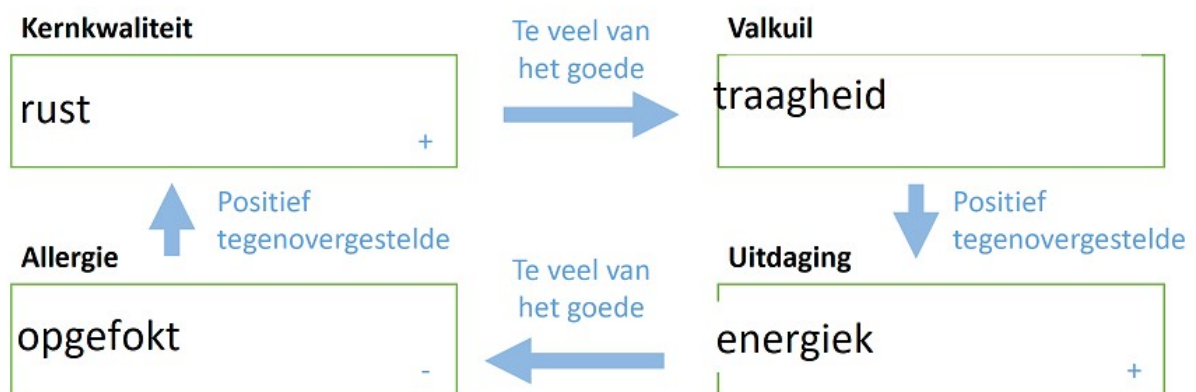 Kernkwaliteit
Te veel van
het goede
Valkuil
rust
+
traagheid
Positief
tegenovergestelde
Positief
tegenovergestelde
Allergie
Te veel van
het goede
Uitdaging
opgefokt
-
energiek
+